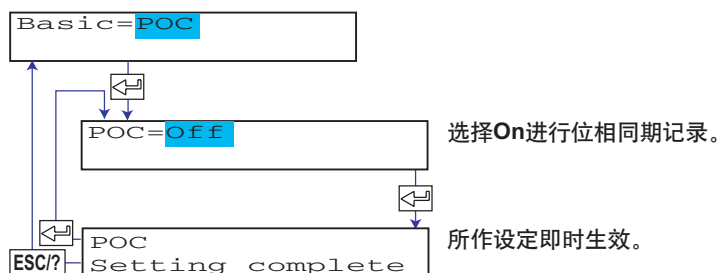 Basic=POC
POC=Off
选择On进行位相同期记录。
POC
所作设定即时生效。
ESC/?
Setting complete